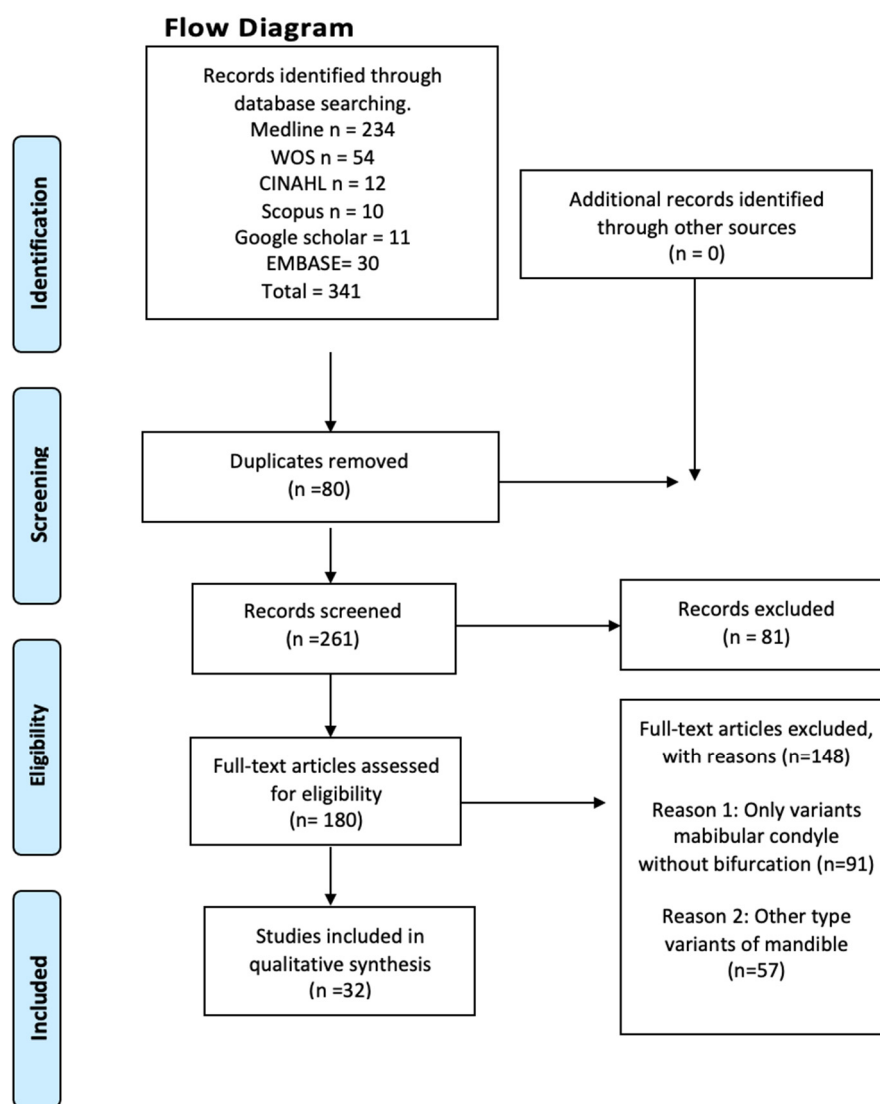 Flow Diagram
Identification
Records identified through
database searching.
Medline n = 234
WOS n = 54
CINAHL n = 12
Scopus n = 10
Google scholar = 11
EMBASE= 30
Total = 341
Additional records identified
through other sources
(n = 0)
Screening
Duplicates removed
(n =80)
Records screened
(n =261)
Records excluded
(n = 81)
Eligibility
Full-text articles assessed
for eligibility
(n= 180)
Full-text articles excluded,
with reasons (n=148)
Reason 1: Only variants
mabibular condyle
without bifurcation (n=91)
Reason 2: Other type
variants of mandible
(n=57)
Included
Studies included in
qualitative synthesis
(n =32)